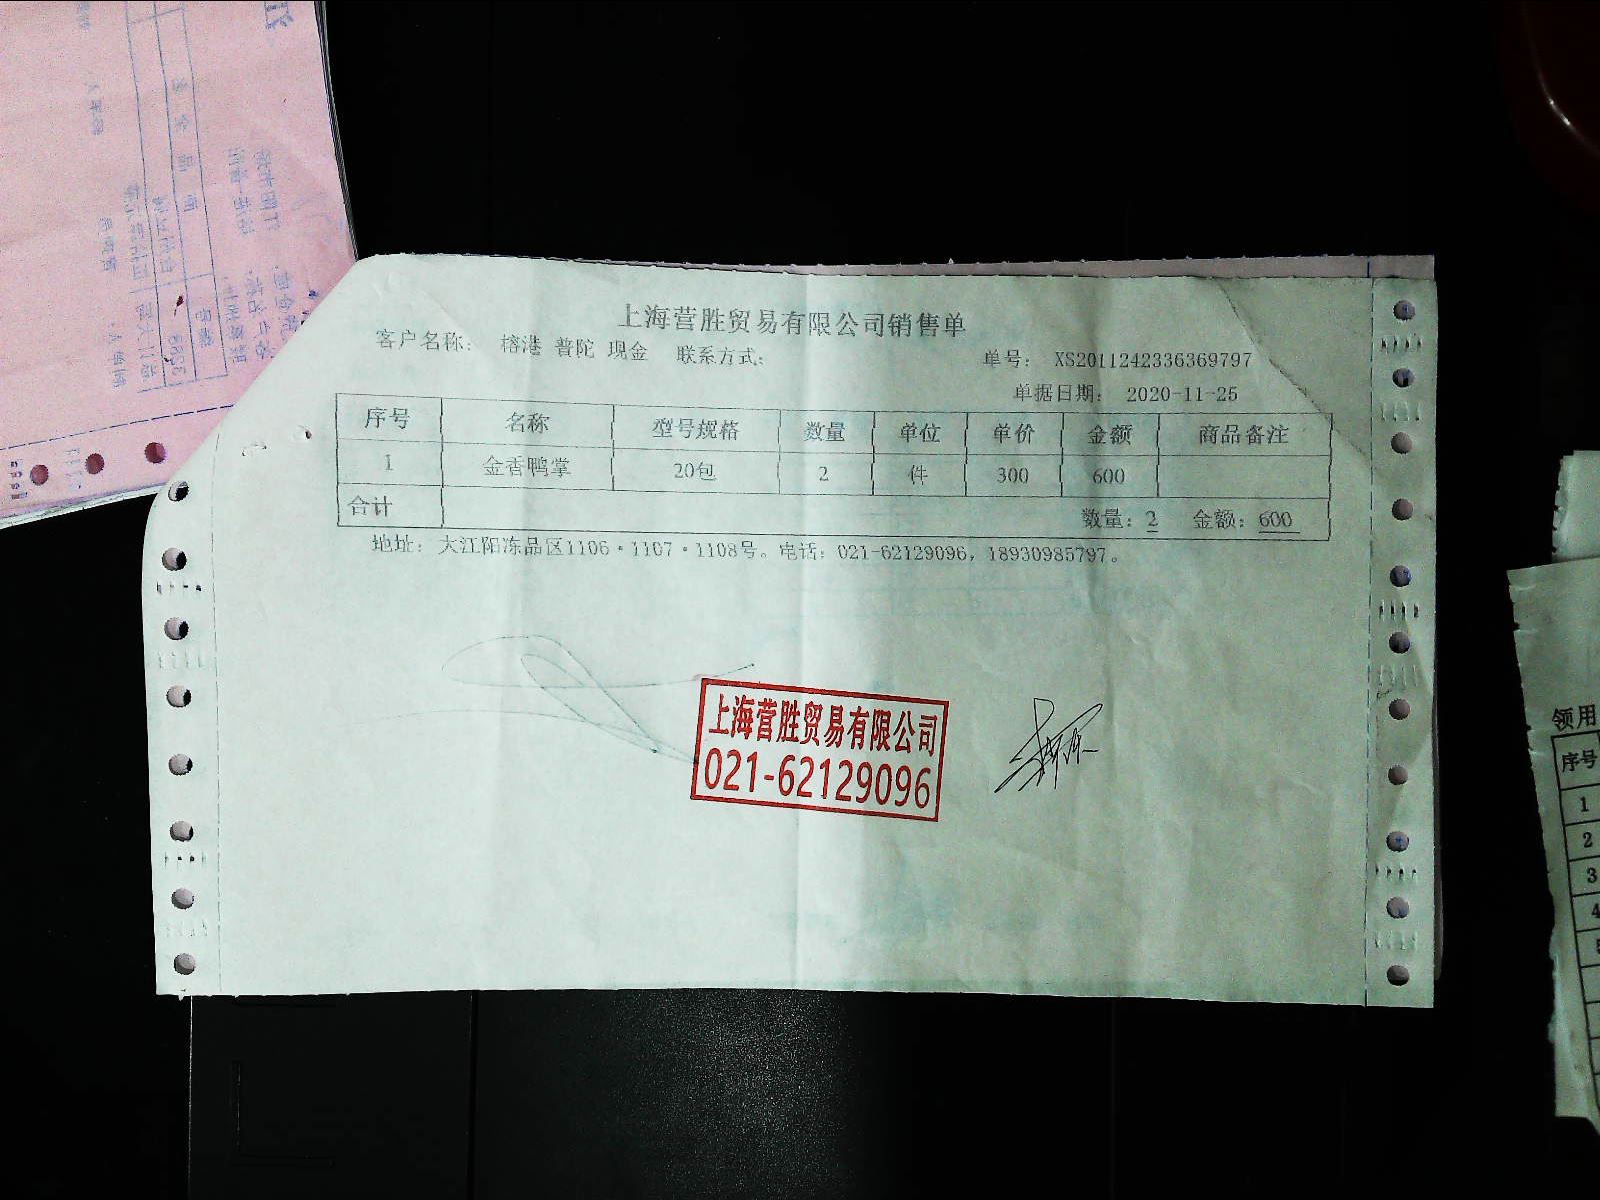 上海营胜贸易有限公司销售单
客户名称： 榕港 普陀 现金 联系方式：
单号： XS2011242336369797
单据日期： 2020-11-25
序号 名称 型号规格 数量 单位 单价 金额 商品备注
1 金香鸭掌 20包 2 件 300 600
合计 数量：2 金额：600
地址：大江阳冻品区1106·1107·1108号。电话：021-62129096，18930985797。
上海营胜贸易有限公司
021-62129096
领用
序号
1
2
3
4
5